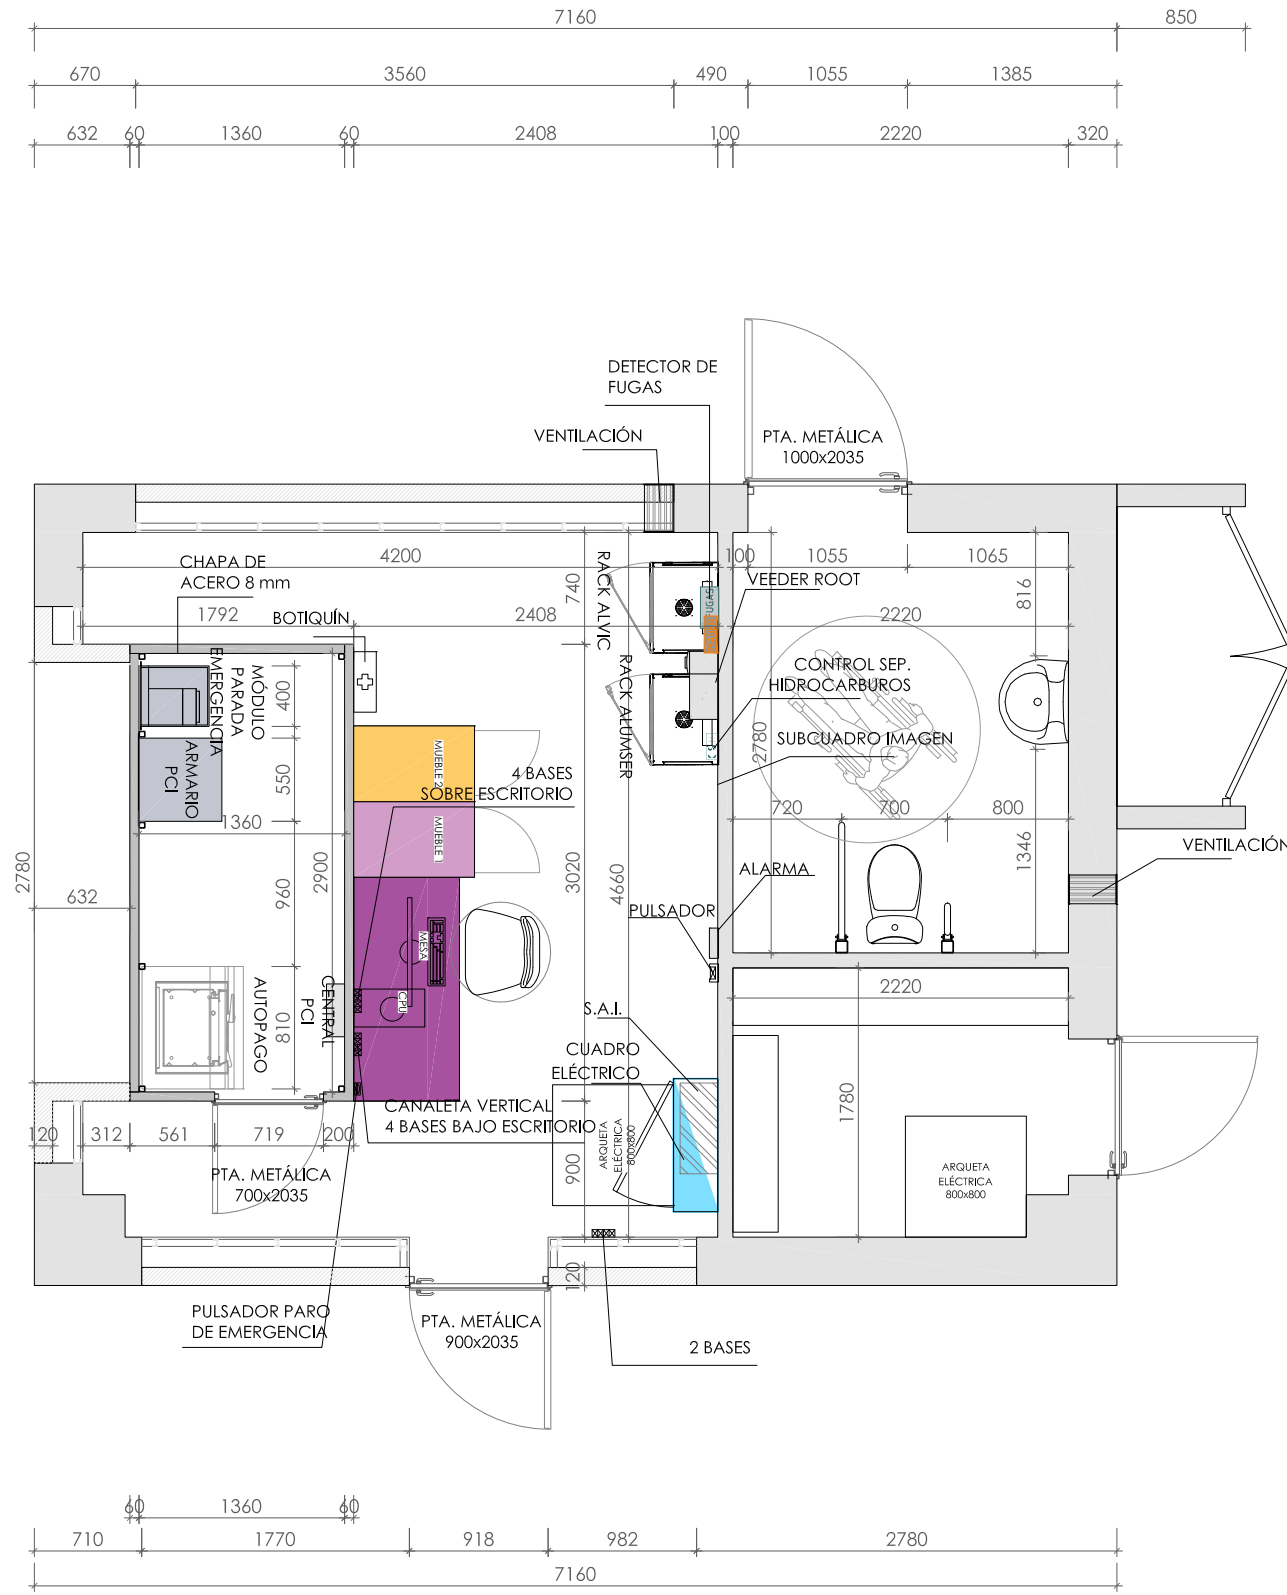 7160
850
670
3560
490
1055
1385
632
60
1360
60
2408
100
2220
320
DETECTOR DE
FUGAS
VENTILACIÓN
PTA. METÁLICA
1000x2035
CHAPA DE
ACERO 8 mm
4200
740
RACK ALVIC
100
1055
1065
816
VEEDER ROOT
1792
2408
2220
BOTIQUÍN
MÓDULO
PARADA
EMERGENCIA
400
RACK ALUMSER
CONTROL SEP.
HIDROCARBUROS
2780
SUBCUADRO IMAGEN
MUEBLE 2
ARMARIO
PCI
550
4 BASES
SOBRE ESCRITORIO
720
700
800
1360
MUEBLE 1
1346
VENTILACIÓN
2780
632
960
2900
3020
4660
ALARMA
PULSADOR
MESA
CPU
2220
AUTOPAGO
810
CENTRAL
PCI
S.A.I.
CUADRO
ELÉCTRICO
1780
CANALETA VERTICAL
4 BASES BAJO ESCRITORIO
120
312
561
719
200
900
ARQUETA
ELÉCTRICA
800x800
ARQUETA
ELÉCTRICA
800x800
PTA. METÁLICA
700x2035
120
PULSADOR PARO
DE EMERGENCIA
PTA. METÁLICA
900x2035
2 BASES
60
1360
60
710
1770
918
982
2780
7160